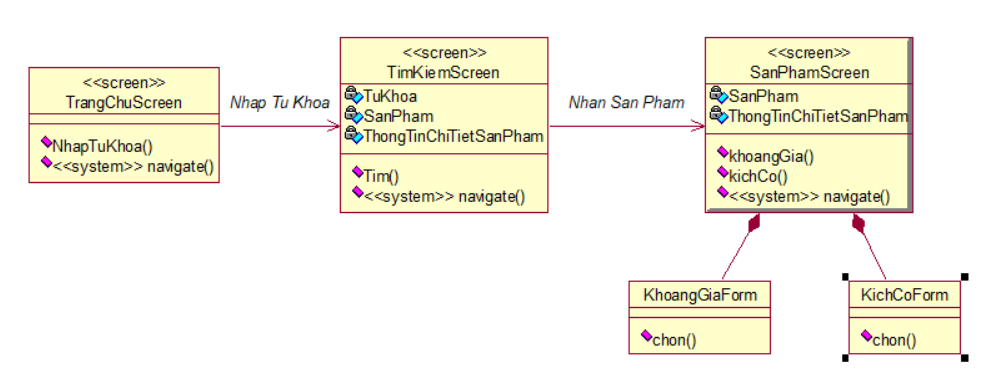 <<screen>>
TrangChuScreen
NhapTuKhoa()
<<system>> navigate()
Nhap Tu Khoa
<<screen>>
TimKiemScreen
TuKhoa
SanPham
ThongTinChiTietSanPham
Tim()
<<system>> navigate()
Nhan San Pham
<<screen>>
SanPhamScreen
SanPham
ThongTinChiTietSanPham
khoangGia()
kichCo()
<<system>> navigate()
KhoangGiaForm
chon()
KichCoForm
chon()